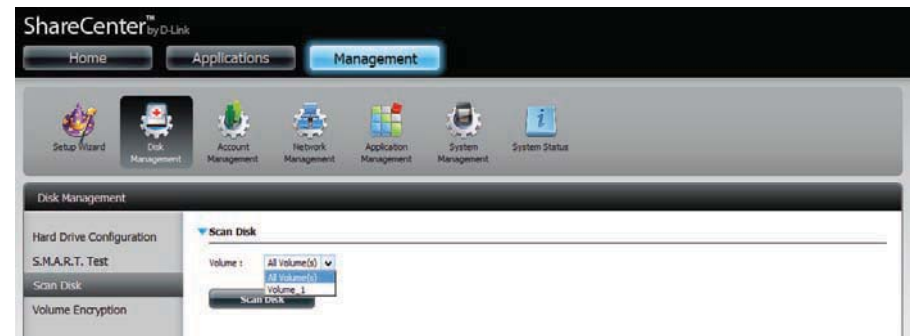 ShareCenter™ by D-Link
Home Applications Management
Setup Wizard
Disk Management
Account Management
Network Management
Application Management
System Management
System Status
Disk Management
Hard Drive Configuration
S.M.A.R.T. Test
Scan Disk
Volume Encryption
Scan Disk
Volume : All Volume(s)
All Volume(s)
Volume_1
Scan Disk